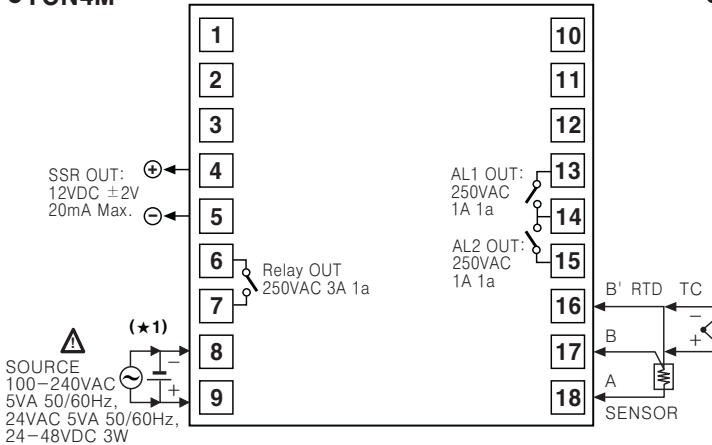 TCN4M
1
2
3
4
5
6
7
8
9
10
11
12
13
14
15
16
17
18
SSR OUT:
12VDC ±2V
20mA Max.
+
−
Relay OUT
250VAC 3A 1a
(★1)
−
+
SOURCE
100-240VAC
5VA 50/60Hz,
24VAC 5VA 50/60Hz,
24-48VDC 3W
AL1 OUT:
250VAC
1A 1a
AL2 OUT:
250VAC
1A 1a
B' RTD TC
−
+
B
A
SENSOR